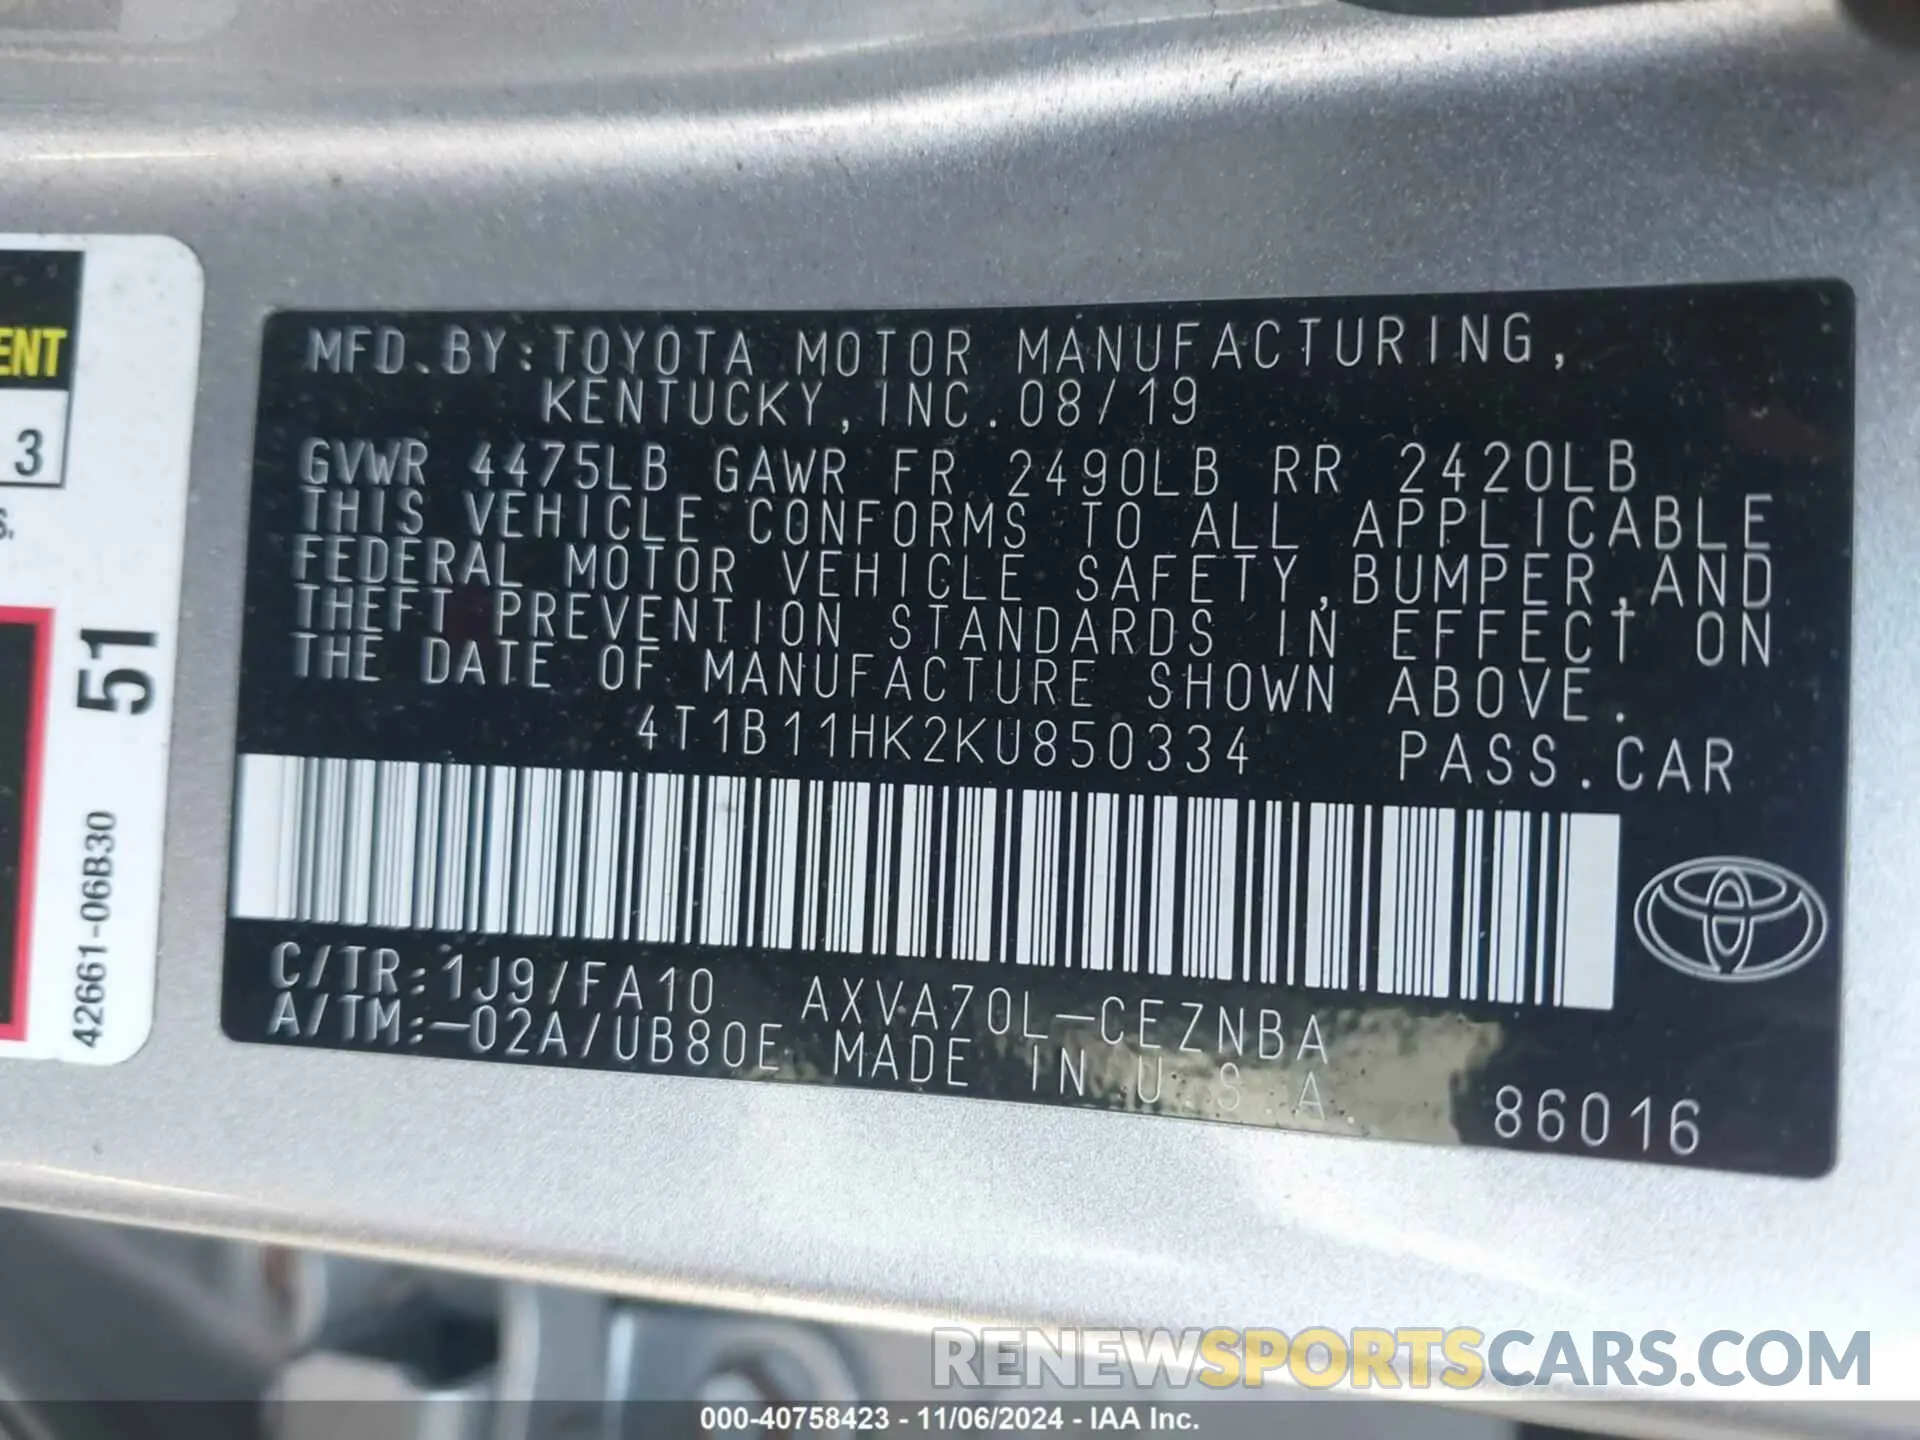 ENT
3
S.
51
42661-06B30
MFD.BY:TOYOTA MOTOR MANUFACTURING,
KENTUCKY,INC.08/19
GVWR 4475LB GAWR FR 2490LB RR 2420LB
THIS VEHICLE CONFORMS TO ALL APPLICABLE
FEDERAL MOTOR VEHICLE SAFETY,BUMPER,AND
THEFT PREVENTION STANDARDS IN EFFECT ON
THE DATE OF MANUFACTURE SHOWN ABOVE.
4T1B11HK2KU850334 PASS.CAR
C/TR:1J9/FA10 AXVA70L-CEZNBA
A/TM:-02A/UB80E MADE IN U.S.A.
86016
RENEWSPORTSCARS.COM
000-40758423 - 11/06/2024 - IAA Inc.